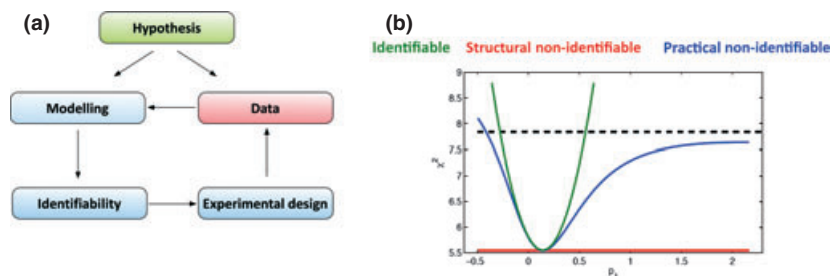 (a)
Hypothesis
Modelling
Data
Identifiability
Experimental design
(b)
Identifiable Structural non-identifiable Practical non-identifiable
9
8.5
8
7.5
7
6.5
6
5.5
χ²
-0.5 0 0.5 1 1.5 2